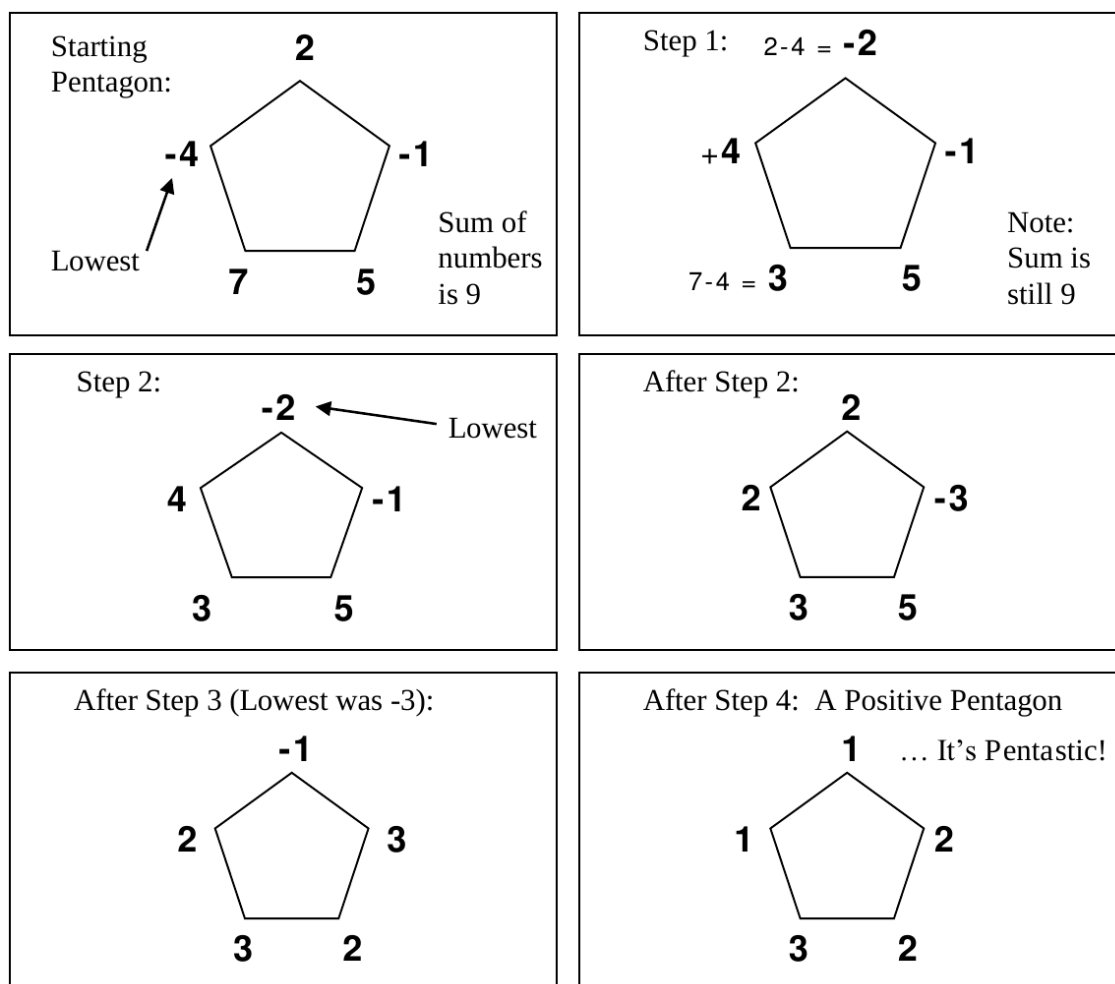 Starting
Pentagon:
2
-4
-1
Lowest
7
5
Sum of
numbers
is 9
Step 1:
2-4 = -2
+4
-1
7-4 = 3
5
Note:
Sum is
still 9
Step 2:
-2
Lowest
4
-1
3
5
After Step 2:
2
2
-3
3
5
After Step 3 (Lowest was -3):
-1
2
3
3
2
After Step 4: A Positive Pentagon
1
… It's Pentastic!
1
2
3
2